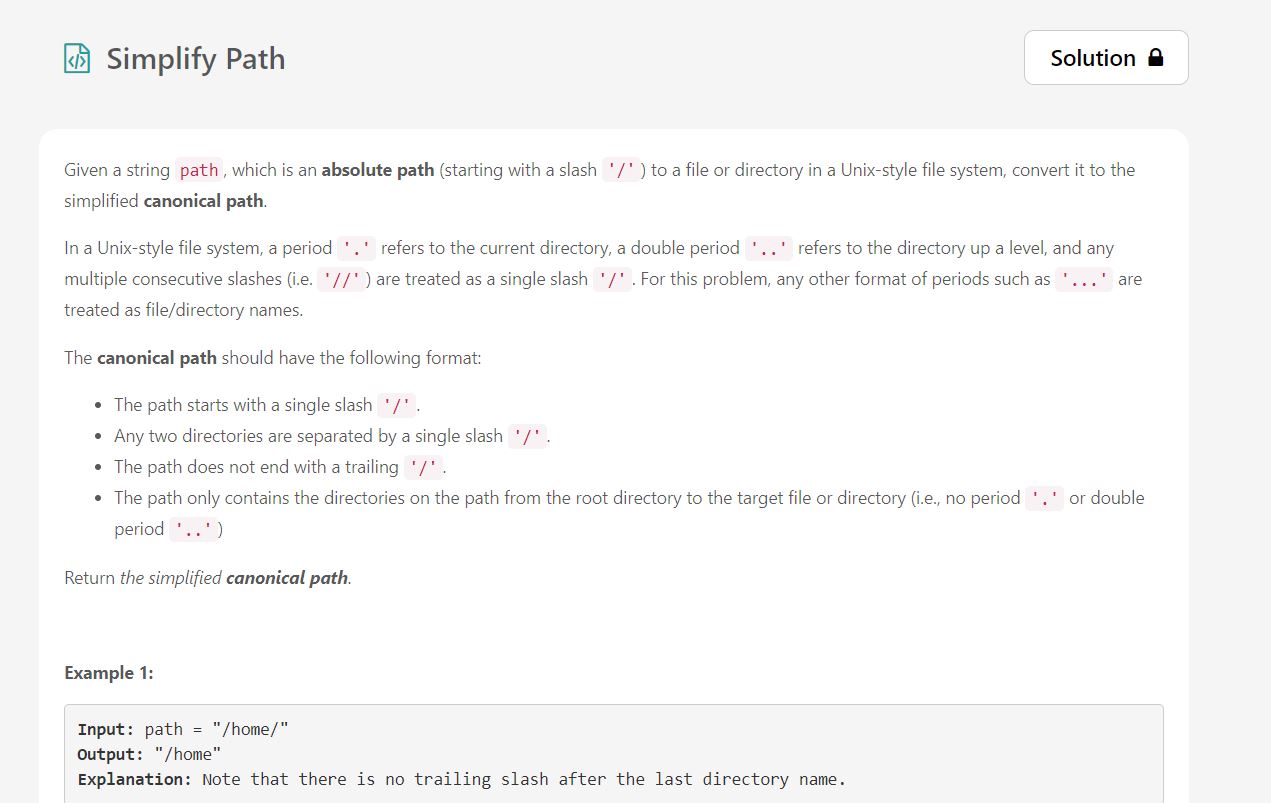 Simplify Path
Solution
Given a string path, which is an absolute path (starting with a slash '/') to a file or directory in a Unix-style file system, convert it to the
simplified canonical path.
In a Unix-style file system, a period '.' refers to the current directory, a double period '..' refers to the directory up a level, and any
multiple consecutive slashes (i.e. '//') are treated as a single slash '/'. For this problem, any other format of periods such as '...' are
treated as file/directory names.
The canonical path should have the following format:
• The path starts with a single slash '/'.
• Any two directories are separated by a single slash '/'.
• The path does not end with a trailing '/'.
• The path only contains the directories on the path from the root directory to the target file or directory (i.e., no period '.' or double
period '..')
Return the simplified canonical path.
Example 1:
Input: path = "/home/"
Output: "/home"
Explanation: Note that there is no trailing slash after the last directory name.